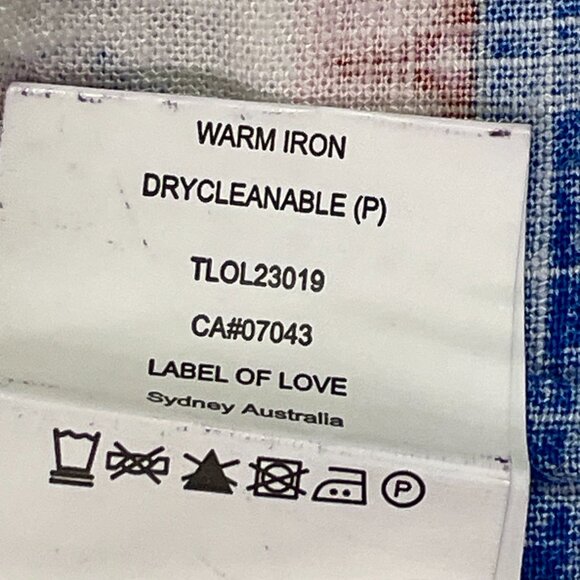 WARM IRON
DRYCLEANABLE (P)
TLOL23019
CA#07043
LABEL OF LOVE
Sydney Australia
P